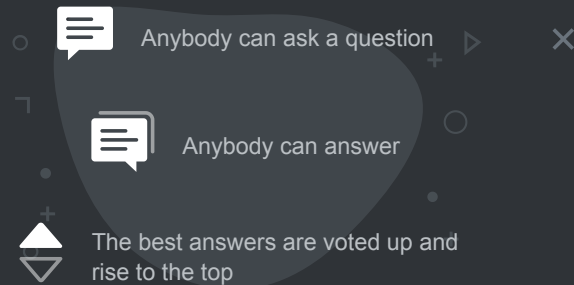 Anybody can ask a question
Anybody can answer
The best answers are voted up and
rise to the top